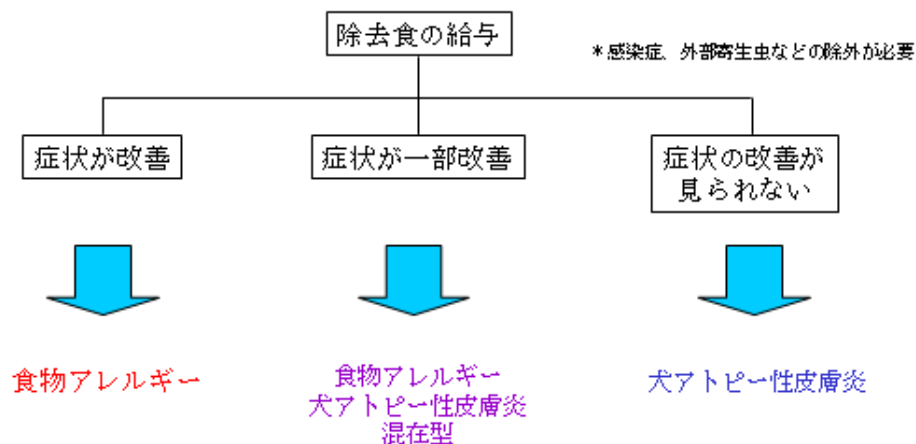 除去食の給与
*感染症、外部寄生虫などの除外が必要
症状が改善
症状が一部改善
症状の改善が
見られない
食物アレルギー
食物アレルギー
犬アトピー性皮膚炎
混在型
犬アトピー性皮膚炎